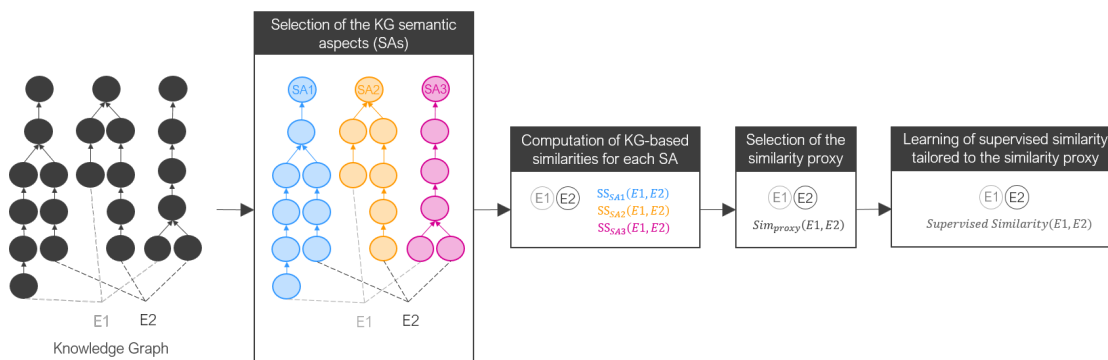 Selection of the KG semantic
aspects (SAs)
SA1
SA2
SA3
E1
E2
Knowledge Graph
E1
E2
Computation of KG-based
similarities for each SA
E1 E2
SS_SA1(E1, E2)
SS_SA2(E1, E2)
SS_SA3(E1, E2)
Selection of the
similarity proxy
E1 E2
Sim_proxy(E1, E2)
Learning of supervised similarity
tailored to the similarity proxy
E1 E2
Supervised Similarity(E1, E2)